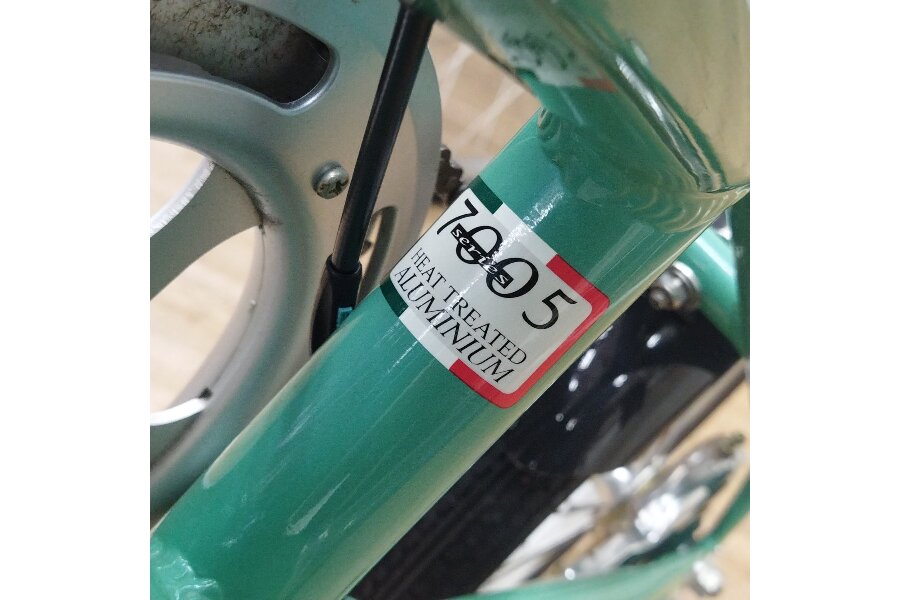 7005
series
HEAT TREATED
ALUMINIUM